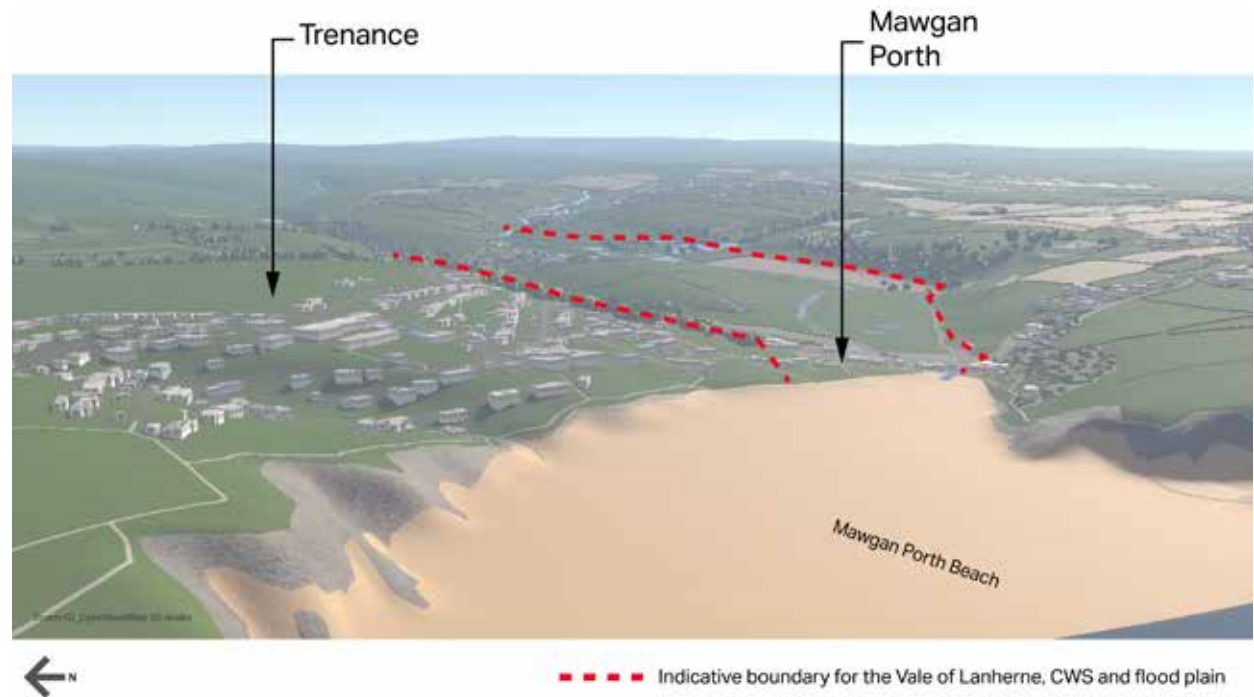 Trenance
Mawgan
Porth
Mawgan Porth Beach
N
Indicative boundary for the Vale of Lanherne, CWS and flood plain